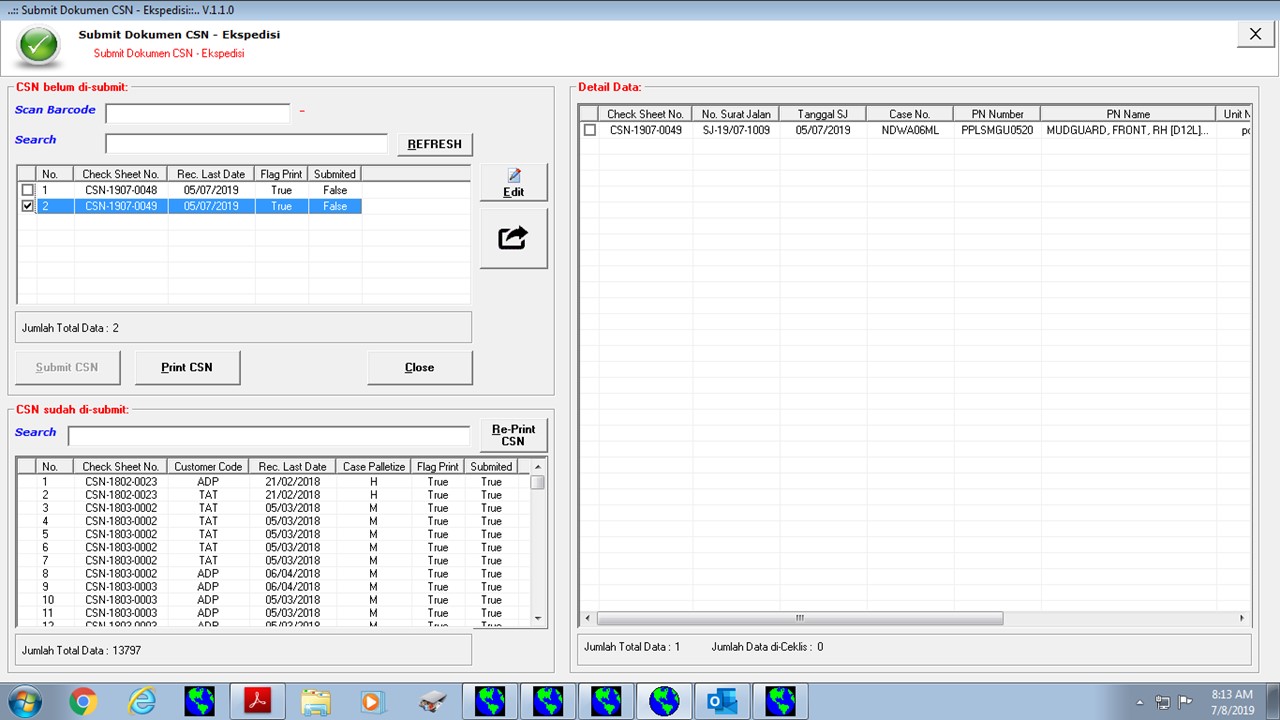 ..:: Submit Dokumen CSN - Ekspedisi::.. V.1.1.0
Submit Dokumen CSN - Ekspedisi
Submit Dokumen CSN - Ekspedisi
CSN belum di-submit:
Scan Barcode -
Search REFRESH
No. Check Sheet No. Rec. Last Date Flag Print Submited
1 CSN-1907-0048 05/07/2019 True False
2 CSN-1907-0049 05/07/2019 True False
Edit
Jumlah Total Data : 2
Submit CSN Print CSN Close
CSN sudah di-submit:
Search Re-Print CSN
No. Check Sheet No. Customer Code Rec. Last Date Case Palletize Flag Print Submited
1 CSN-1802-0023 ADP 21/02/2018 H True True
2 CSN-1802-0023 TAT 21/02/2018 H True True
3 CSN-1803-0002 TAT 05/03/2018 M True True
4 CSN-1803-0002 TAT 05/03/2018 M True True
5 CSN-1803-0002 TAT 05/03/2018 M True True
6 CSN-1803-0002 TAT 05/03/2018 M True True
7 CSN-1803-0002 TAT 05/03/2018 M True True
8 CSN-1803-0002 ADP 06/04/2018 M True True
9 CSN-1803-0003 ADP 06/04/2018 M True True
10 CSN-1803-0003 ADP 05/03/2018 M True True
11 CSN-1803-0003 ADP 05/03/2018 M True True
12 CSN-1803-0003 ADP 05/03/2018 M True True
Jumlah Total Data : 13797
Detail Data:
Check Sheet No. No. Surat Jalan Tanggal SJ Case No. PN Number PN Name Unit
CSN-1907-0049 SJ-1907-1009 05/07/2019 NDWA06ML PPLSMGU0520 MUDGUARD, FRONT, RH [D12L]...
Jumlah Total Data : 1 Jumlah Data di-Ceklis : 0
8:13 AM
7/8/2019